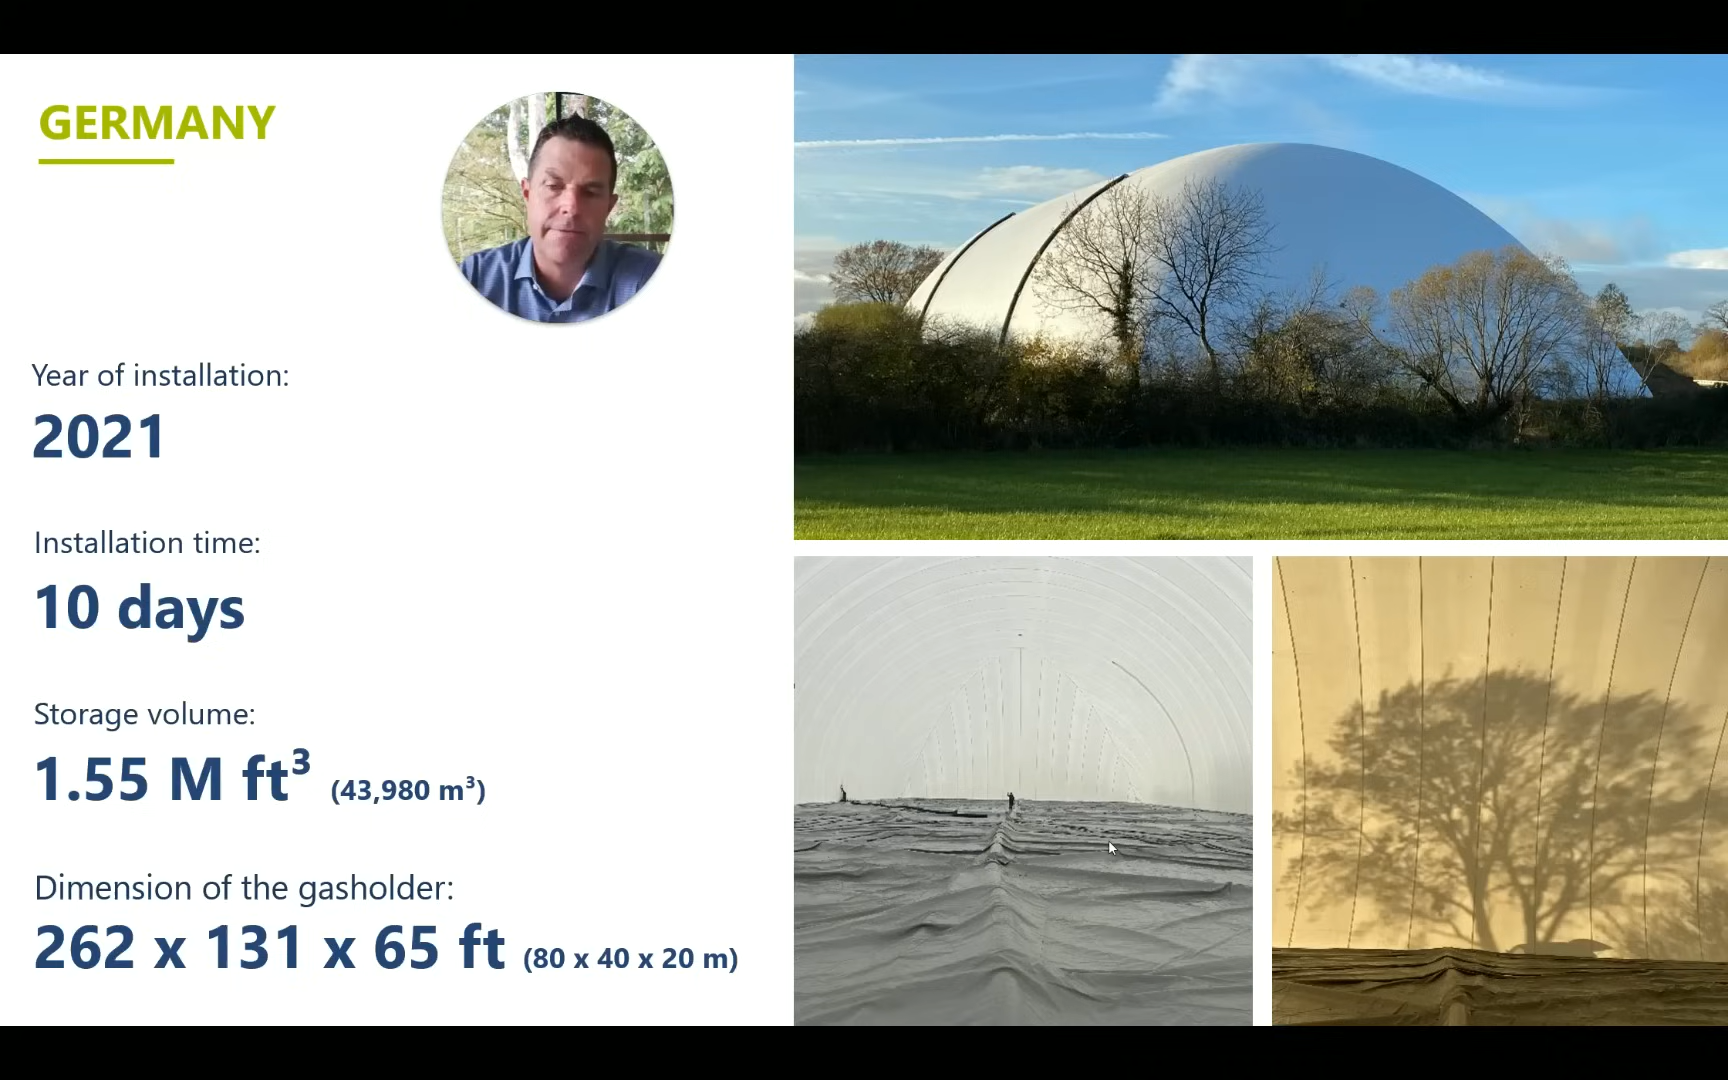 GERMANY
Year of installation:
2021
Installation time:
10 days
Storage volume:
1.55 M ft³ (43,980 m³)
Dimension of the gasholder:
262 x 131 x 65 ft (80 x 40 x 20 m)